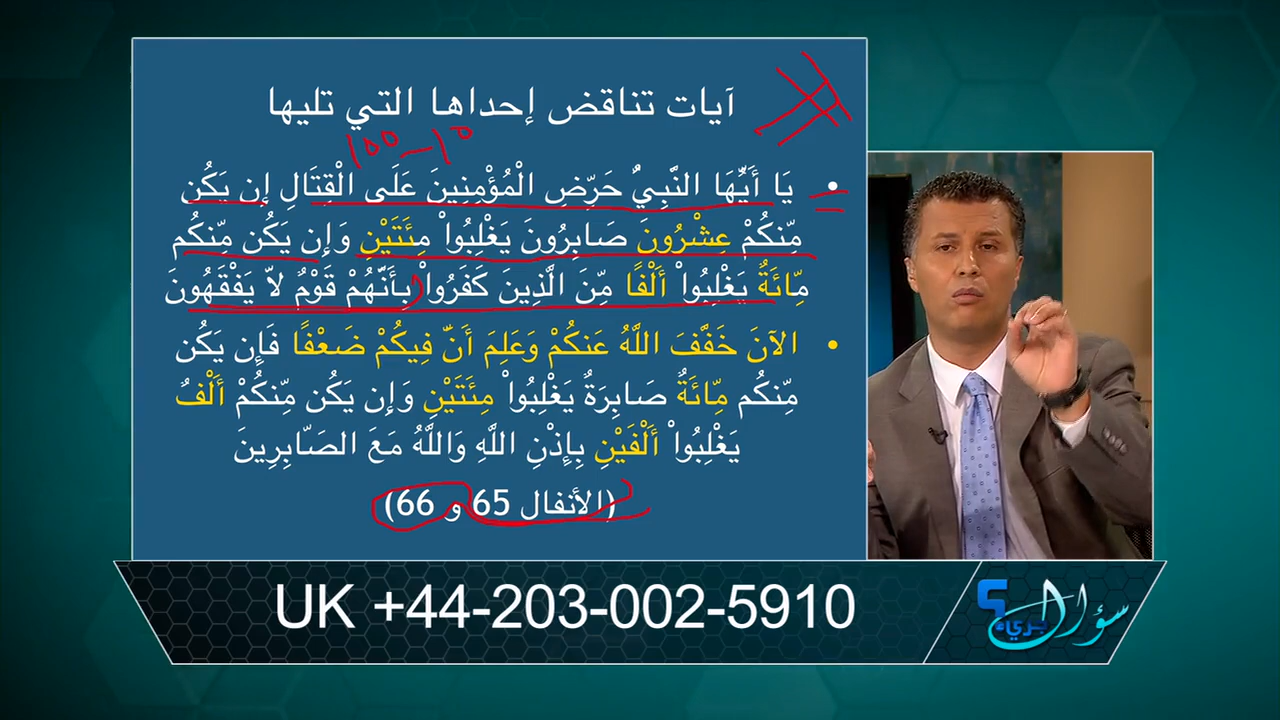 آيات تناقض إحداها التي تليها
100 – 10
• يَا أَيُّهَا النَّبِيُّ حَرِّضِ الْمُؤْمِنِينَ عَلَى الْقِتَالِ إِن يَكُن
مِّنكُمْ عِشْرُونَ صَابِرُونَ يَغْلِبُواْ مِئَتَيْنِ وَإِن يَكُن مِّنكُم
مِّائَةٌ يَغْلِبُواْ أَلْفًا مِّنَ الَّذِينَ كَفَرُواْ بِأَنَّهُمْ قَوْمٌ لاَّ يَفْقَهُونَ
• الآنَ خَفَّفَ اللَّهُ عَنكُمْ وَعَلِمَ أَنَّ فِيكُمْ ضَعْفًا فَإِن يَكُن
مِّنكُم مِّائَةٌ صَابِرَةٌ يَغْلِبُواْ مِئَتَيْنِ وَإِن يَكُن مِّنكُمْ أَلْفٌ
يَغْلِبُواْ أَلْفَيْنِ بِإِذْنِ اللَّهِ وَاللَّهُ مَعَ الصَّابِرِينَ
(الأنفال 65 و 66)
UK +44-203-002-5910
سؤال جريء